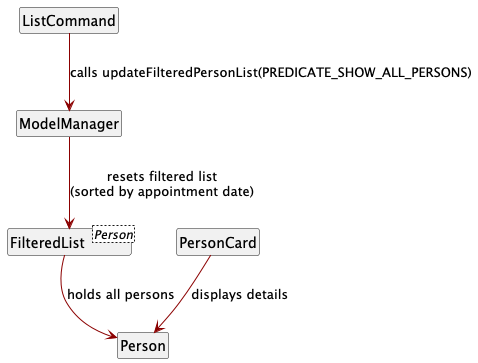 ListCommand
calls updateFilteredPersonList(PREDICATE_SHOW_ALL_PERSONS)
ModelManager
resets filtered list
(sorted by appointment date)
FilteredList
Person
PersonCard
holds all persons
displays details
Person